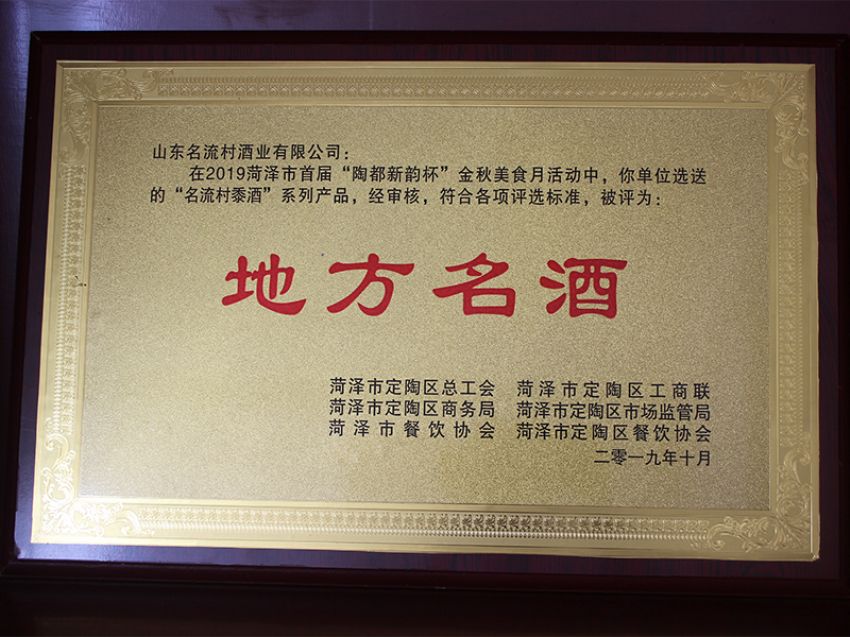 山东名流村酒业有限公司：
在2019菏泽市首届“陶都新韵杯”金秋美食月活动中，你单位选送
的“名流村黍酒”系列产品，经审核，符合各项评选标准，被评为：
地方名酒
菏泽市定陶区总工会 菏泽市定陶区工商联
菏泽市定陶区商务局 菏泽市定陶区市场监管局
菏泽市餐饮协会 菏泽市定陶区餐饮协会
二零一九年十月